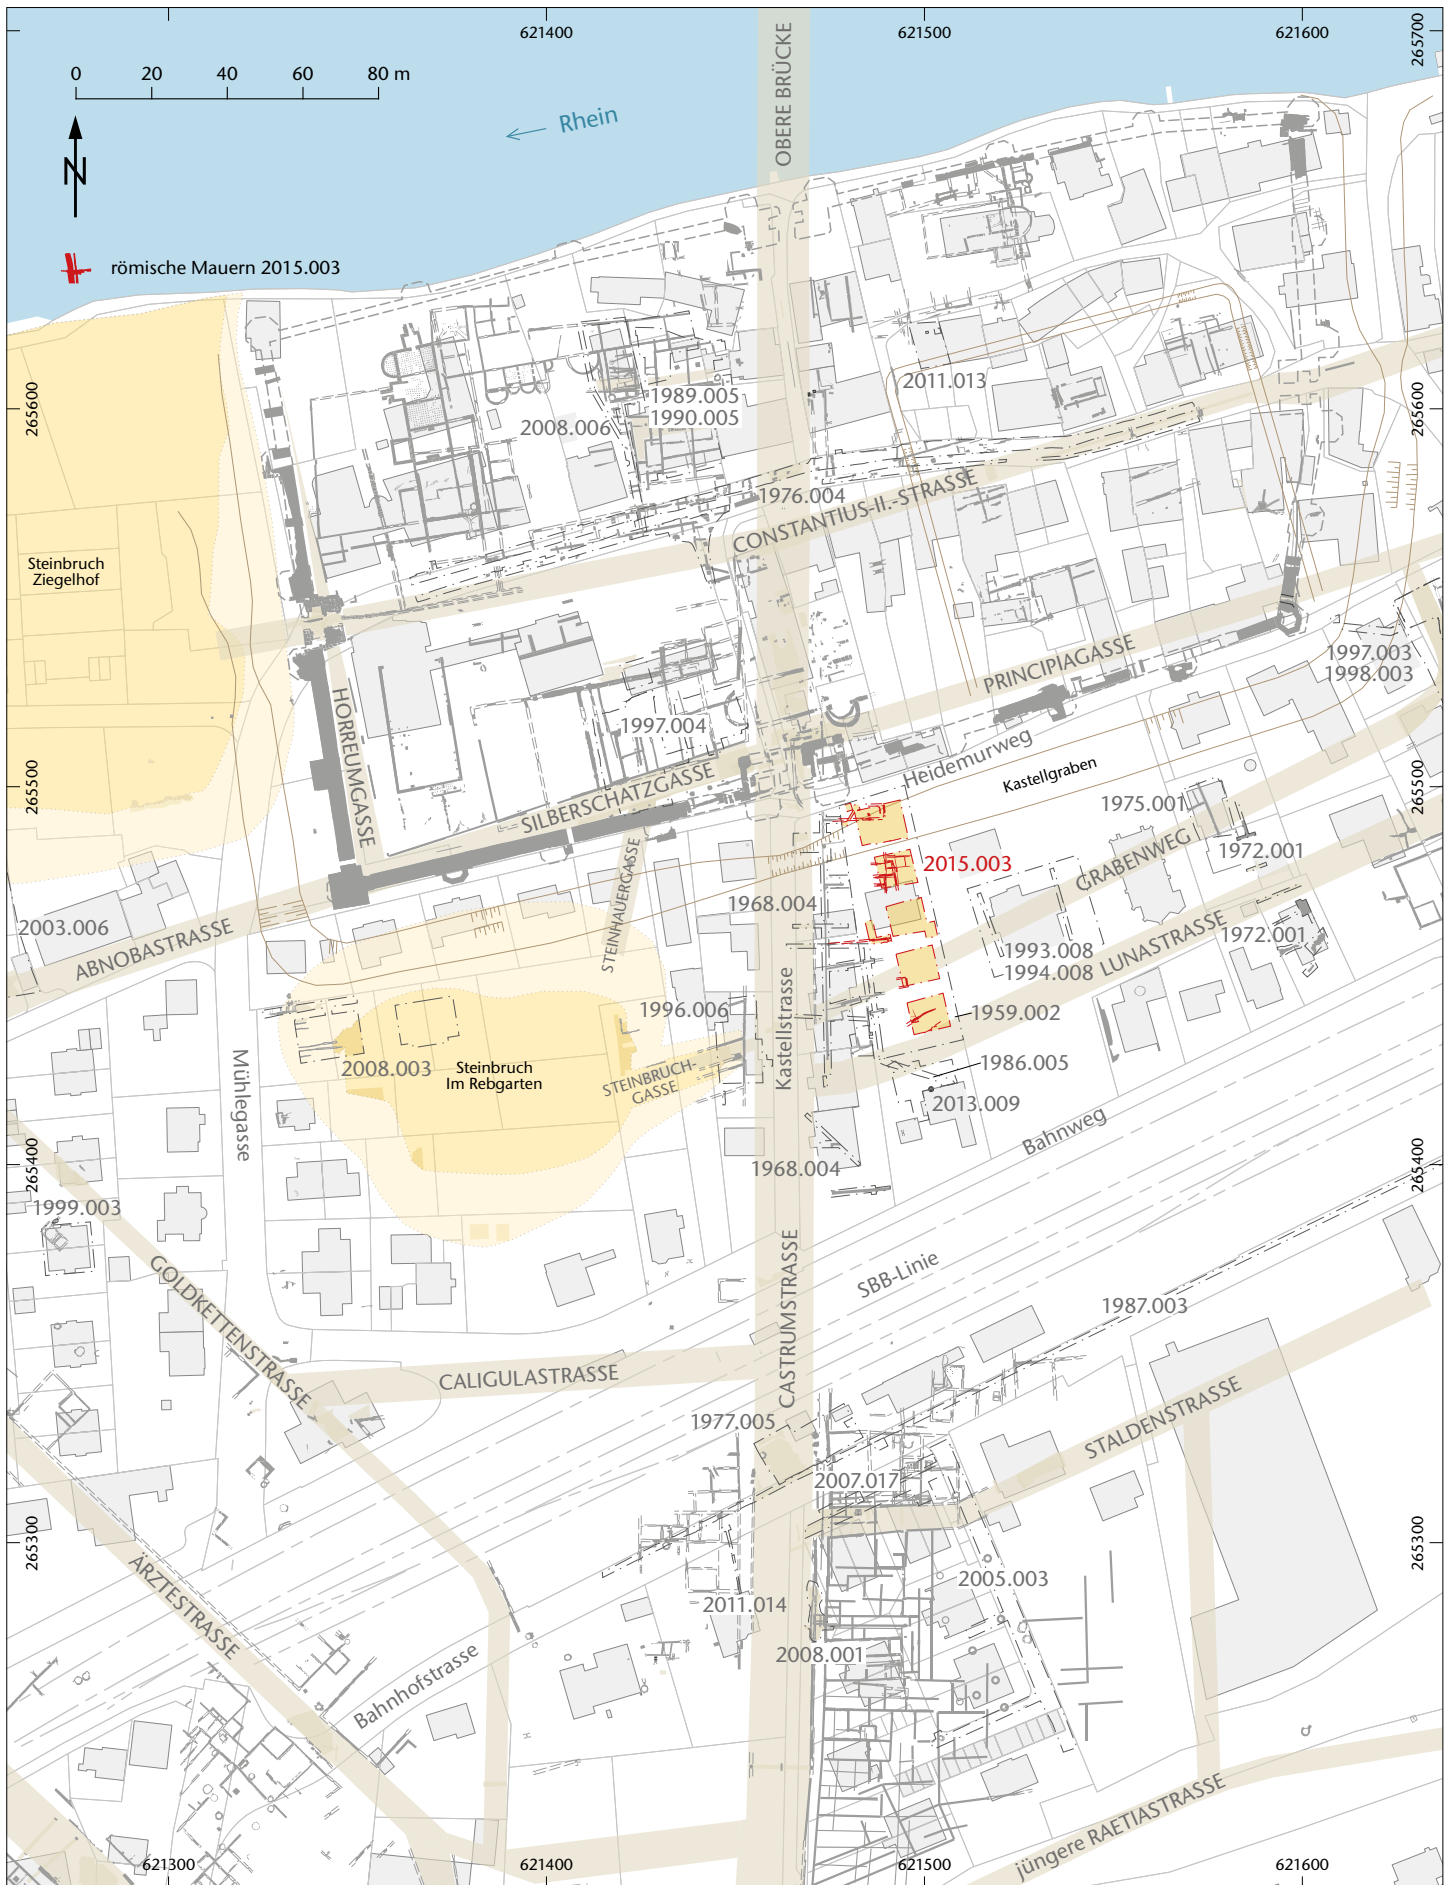 621400
621500
621600
265700
0 20 40 60 80 m
OBERE BRÜCKE
Rhein
N
römische Mauern 2015.003
265600
2011.013
1989.005
1990.005
2008.006
265600
1976.004
CONSTANTIUS-II.-STRASSE
Steinbruch
Ziegelhof
PRINCIPIAGASSE
1997.003
1998.003
HORREUMGASSE
1997.004
Heidemurweg
Kastellgraben
265500
SILBERSCHATZGASSE
1975.001
265500
1972.001
2015.003
GRABENWEG
STEINHAUERGASSE
1968.004
2003.006
ABNOBASTRASSE
1993.008
1994.008
LUNASTRASSE
1972.001
Kastellstrasse
1996.006
1959.002
Mühlegasse
2008.003
Steinbruch
Im Rebgarten
STEINBRUCH-
GASSE
1986.005
2013.009
Bahnweg
265400
1968.004
265400
1999.003
GOLDKETTENSTRASSE
CASTRUMSTRASSE
SBB-Linie
1987.003
CALIGULASTRASSE
STALDENSTRASSE
1977.005
2007.017
265300
265300
ÄRZTESTRASSE
2005.003
2011.014
2008.001
Bahnhofstrasse
jüngere RAETIASTRASSE
621300
621400
621500
621600